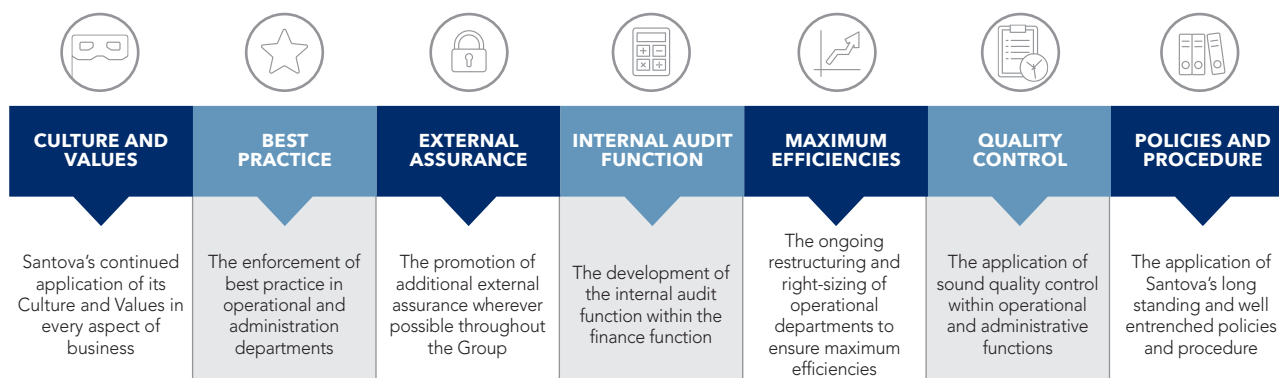 CULTURE AND
VALUES
Santova's continued
application of its
Culture and Values in
every aspect of
business
BEST
PRACTICE
The enforcement of
best practice in
operational and
administration
departments
EXTERNAL
ASSURANCE
The promotion of
additional external
assurance wherever
possible throughout
the Group
INTERNAL AUDIT
FUNCTION
The development of
the internal audit
function within the
finance function
MAXIMUM
EFFICIENCIES
The ongoing
restructuring and
right-sizing of
operational
departments to
ensure maximum
efficiencies
QUALITY
CONTROL
The application of
sound quality control
within operational
and administrative
functions
POLICIES AND
PROCEDURE
The application of
Santova's long
standing and well
entrenched policies
and procedure